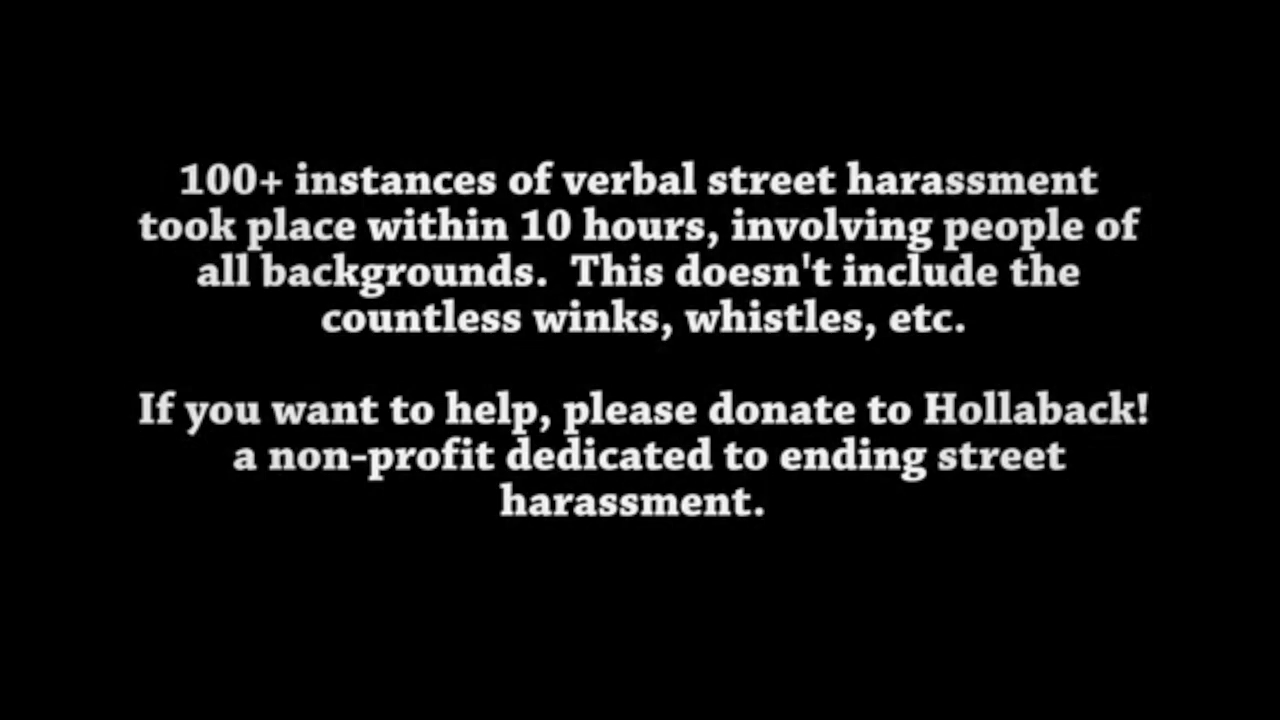 100+ instances of verbal street harassment
took place within 10 hours, involving people of
all backgrounds.  This doesn't include the
countless winks, whistles, etc.
If you want to help, please donate to Hollaback!
a non-profit dedicated to ending street
harassment.